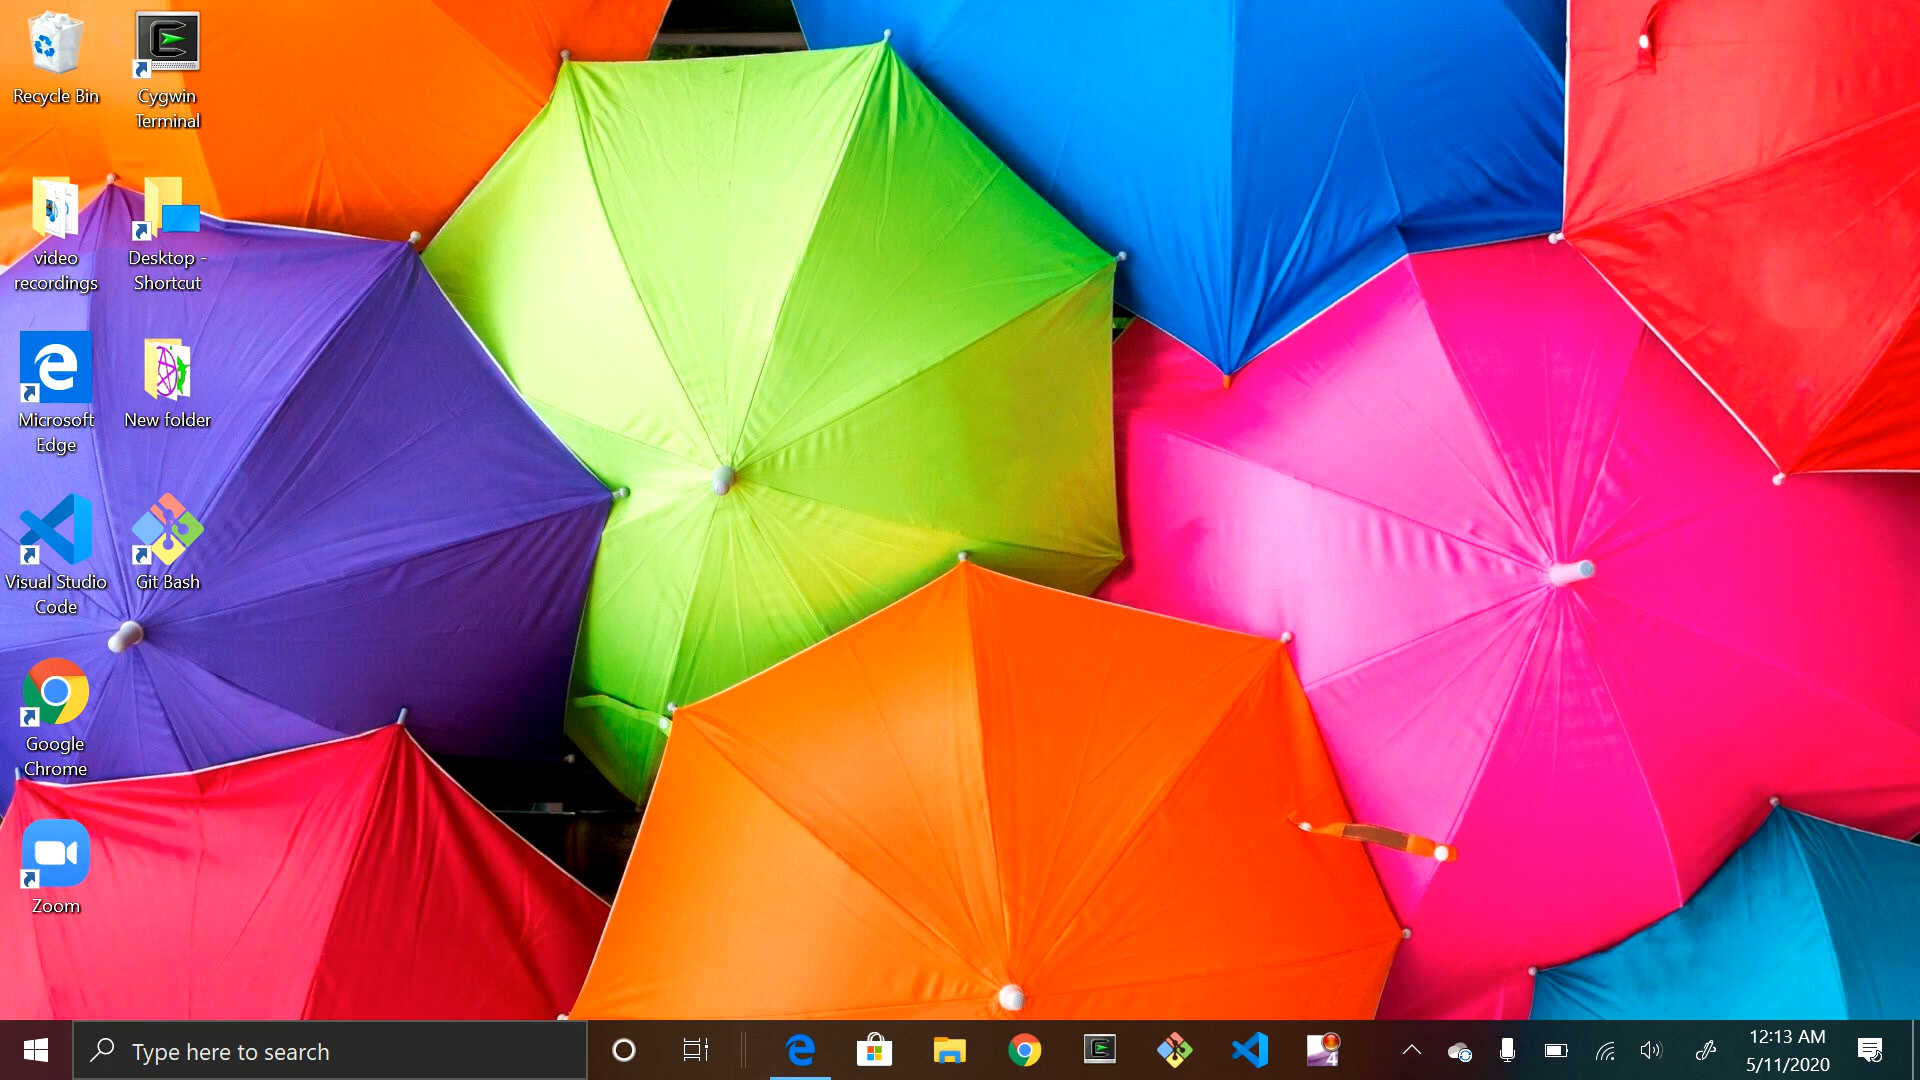 Recycle Bin
Cygwin
Terminal
video
recordings
Desktop -
Shortcut
Microsoft
Edge
New folder
Visual Studio
Code
Git Bash
Google
Chrome
Zoom
Type here to search
4
12:13 AM
5/11/2020